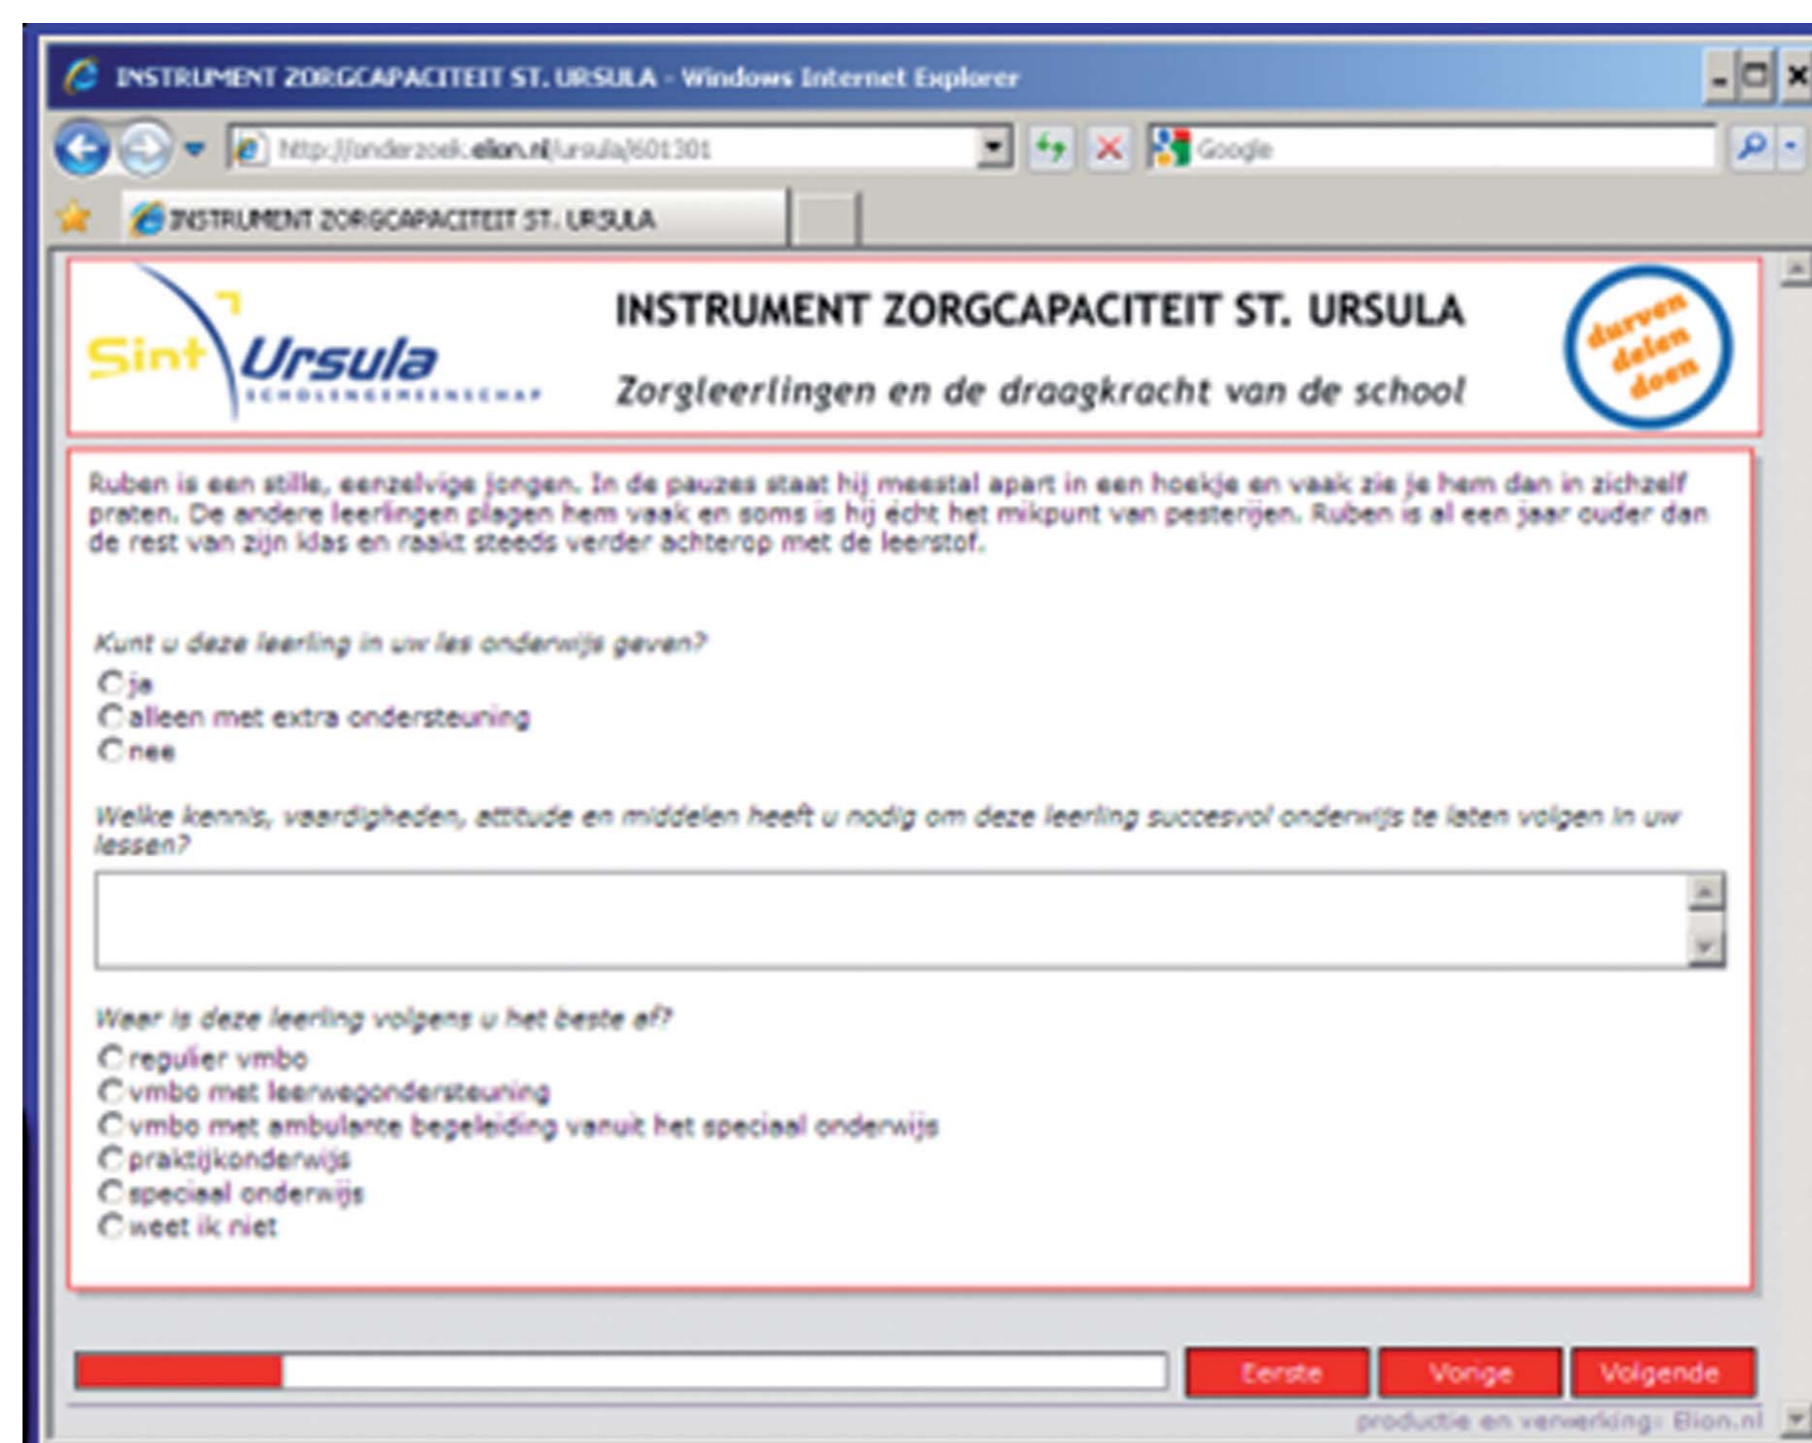 INSTRUMENT ZORGCAPACITEIT ST. URSULA - Windows Internet Explorer
http://onderzoek.elion.nl/ursula/601301
Google
INSTRUMENT ZORGCAPACITEIT ST. URSULA
Sint Ursula
SCHOLENGEMEENSCHAP
INSTRUMENT ZORGCAPACITEIT ST. URSULA
Zorgleerlingen en de draagkracht van de school
durven
delen
doen
Ruben is een stille, eenzelvige jongen. In de pauzes staat hij meestal apart in een hoekje en vaak zie je hem dan in zichzelf
praten. De andere leerlingen plagen hem vaak en soms is hij écht het mikpunt van pesterijen. Ruben is al een jaar ouder dan
de rest van zijn klas en raakt steeds verder achterop met de leerstof.
Kunt u deze leerling in uw les onderwijs geven?
ja
alleen met extra ondersteuning
nee
Welke kennis, vaardigheden, attitude en middelen heeft u nodig om deze leerling succesvol onderwijs te laten volgen in uw
lessen?
Waar is deze leerling volgens u het beste af?
regulier vmbo
vmbo met leerwegondersteuning
vmbo met ambulante begeleiding vanuit het speciaal onderwijs
praktijkonderwijs
speciaal onderwijs
weet ik niet
Eerste
Vorige
Volgende
productie en verwerking: Elion.nl